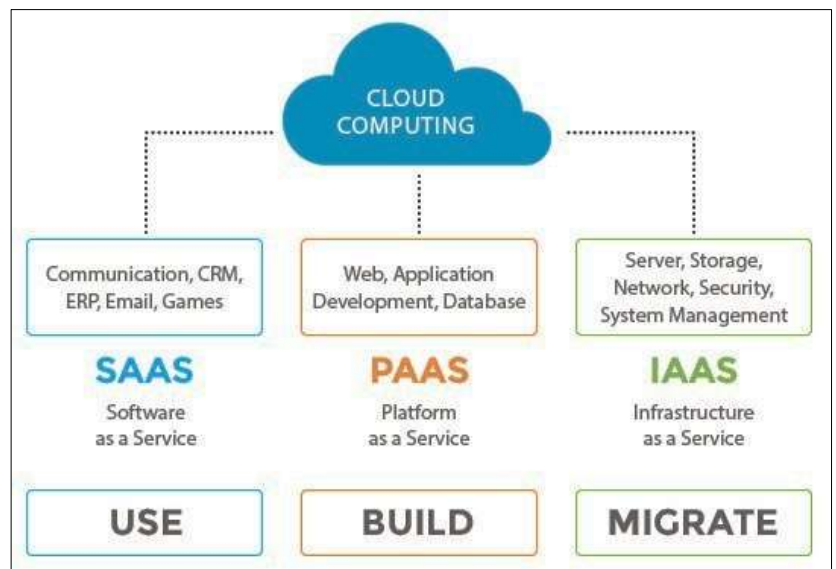 CLOUD
COMPUTING
Communication, CRM,
ERP, Email, Games
SAAS
Software
as a Service
USE
Web, Application
Development, Database
PAAS
Platform
as a Service
BUILD
Server, Storage,
Network, Security,
System Management
IAAS
Infrastructure
as a Service
MIGRATE